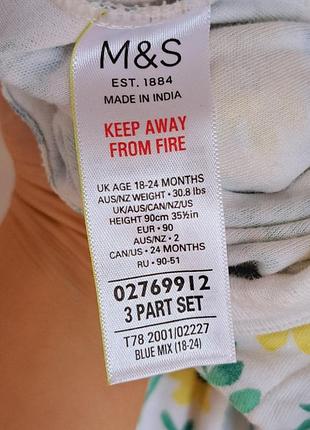 M&S
EST. 1884
MADE IN INDIA
KEEP AWAY
FROM FIRE
UK AGE 18-24 MONTHS
AUS/NZ WEIGHT - 30.8 lbs
UK/AUS/CAN/NZ/US
HEIGHT 90cm 35½in
EUR - 90
AUS/NZ - 2
CAN/US - 24 MONTHS
RU - 90-51
02769912
3 PART SET
T78 2001/02227
BLUE MIX (18-24)